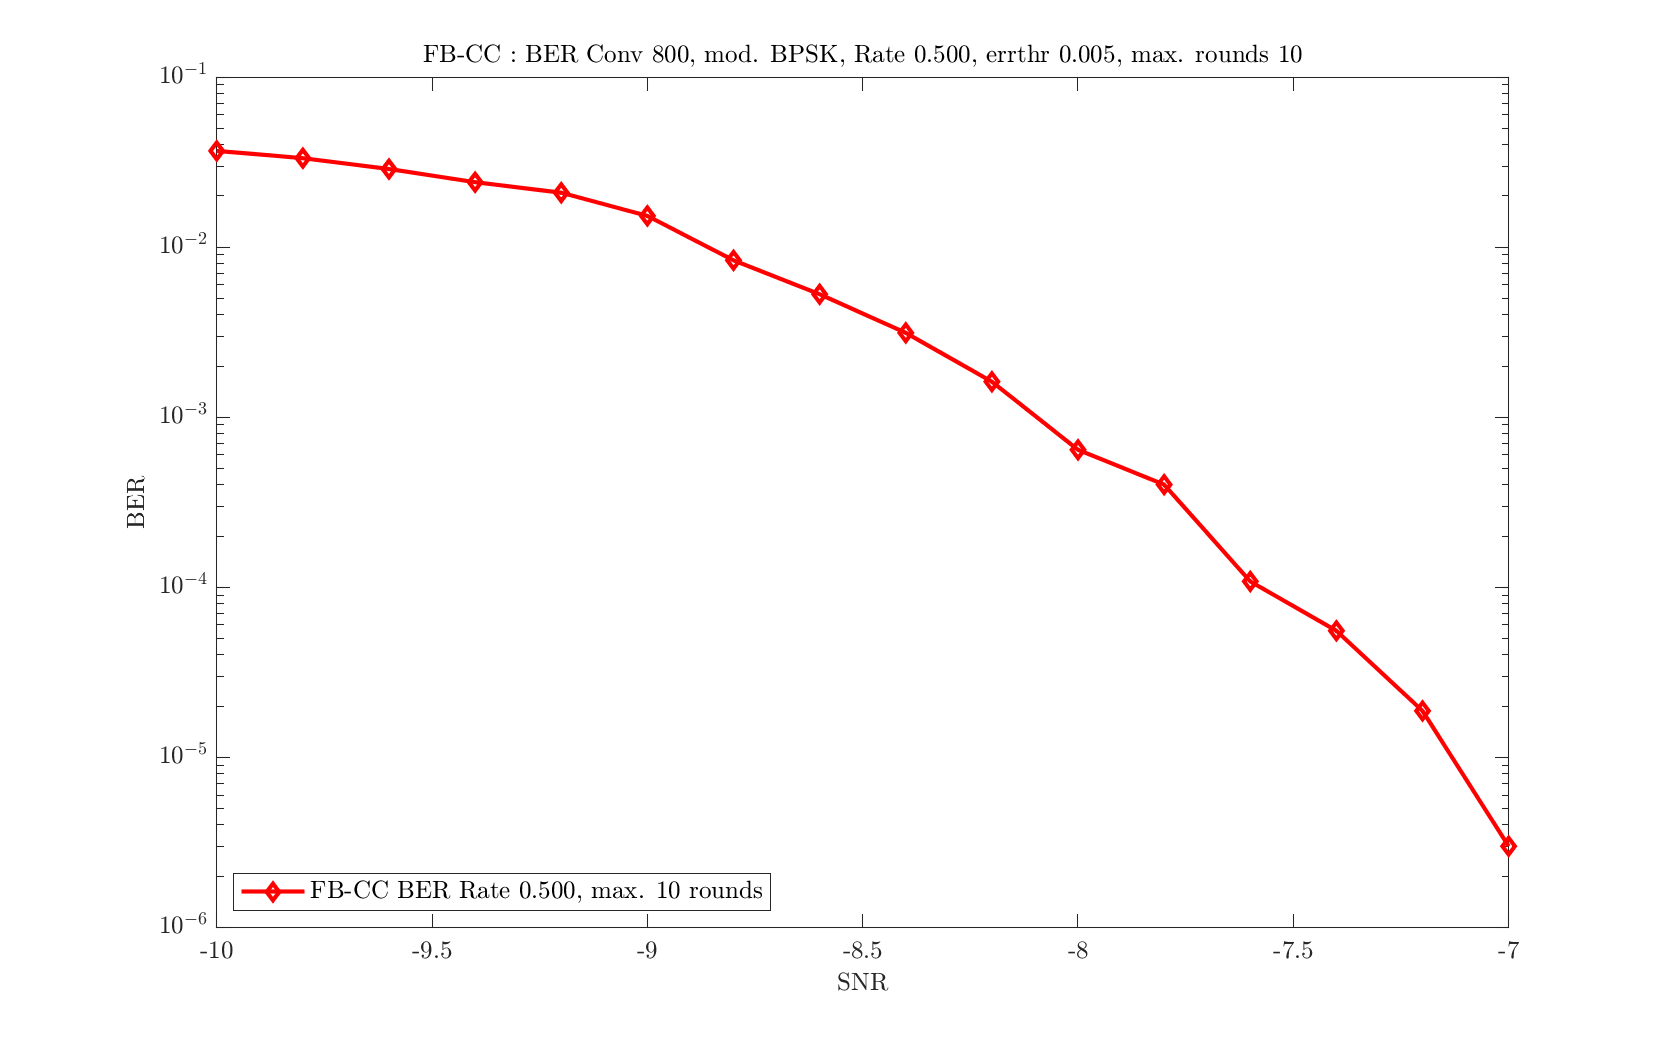 FB-CC : BER Conv 800, mod. BPSK, Rate 0.500, errthr 0.005, max. rounds 10
10⁻¹
10⁻²
10⁻³
10⁻⁴
10⁻⁵
10⁻⁶
BER
FB-CC BER Rate 0.500, max. 10 rounds
-10 -9.5 -9 -8.5 -8 -7.5 -7
SNR